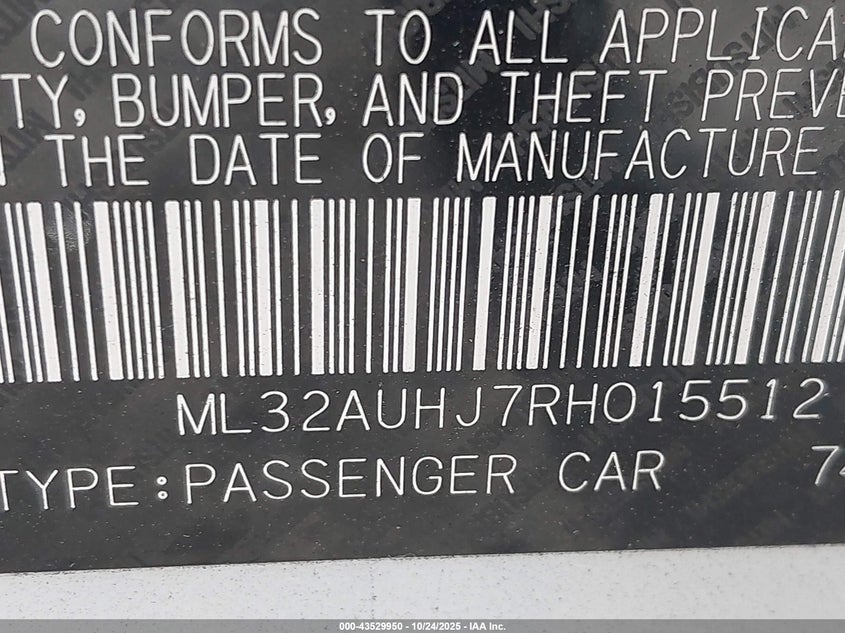 CONFORMS TO ALL APPLICA
TY, BUMPER, AND THEFT PREVE
THE DATE OF MANUFACTURE
ML32AUHJ7RH015512
TYPE:PASSENGER CAR 74
000-43529950 • 10/24/2025 • IAA Inc.